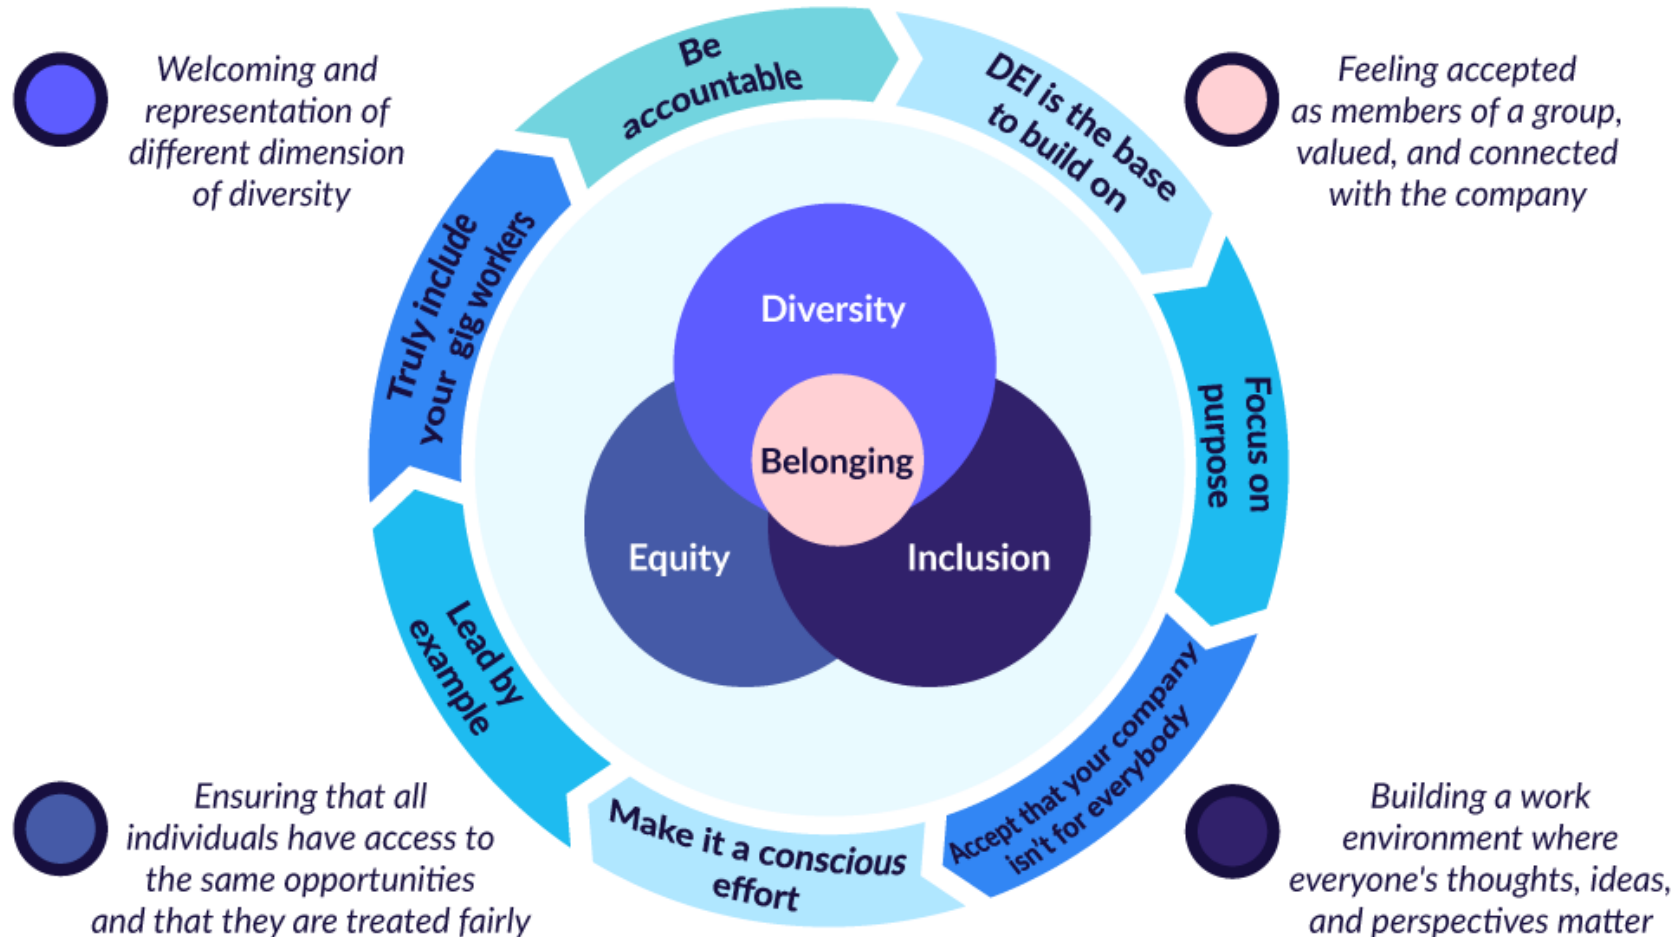 Welcoming and
representation of
different dimension
of diversity
Be
accountable
DEI is the base
to build on
Feeling accepted
as members of a group,
valued, and connected
with the company
Truly include
your gig workers
Diversity
Focus on
purpose
Belonging
Equity
Inclusion
Lead by
example
Accept that your company
isn't for everybody
Make it a conscious
effort
Ensuring that all
individuals have access to
the same opportunities
and that they are treated fairly
Building a work
environment where
everyone's thoughts, ideas,
and perspectives matter